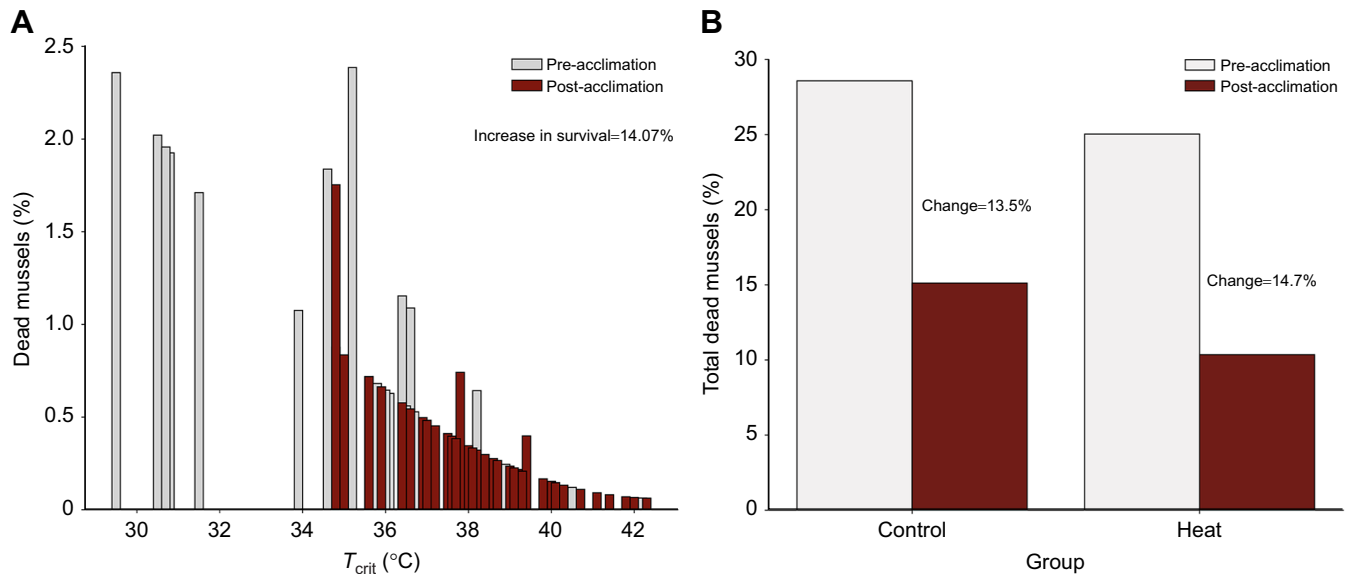 A
Dead mussels (%)
2.5
2.0
1.5
1.0
0.5
0
30 32 34 36 38 40 42
Tcrit (°C)
Pre-acclimation
Post-acclimation
Increase in survival=14.07%
B
Total dead mussels (%)
30
25
20
15
10
5
0
Control Heat
Group
Pre-acclimation
Post-acclimation
Change=13.5%
Change=14.7%